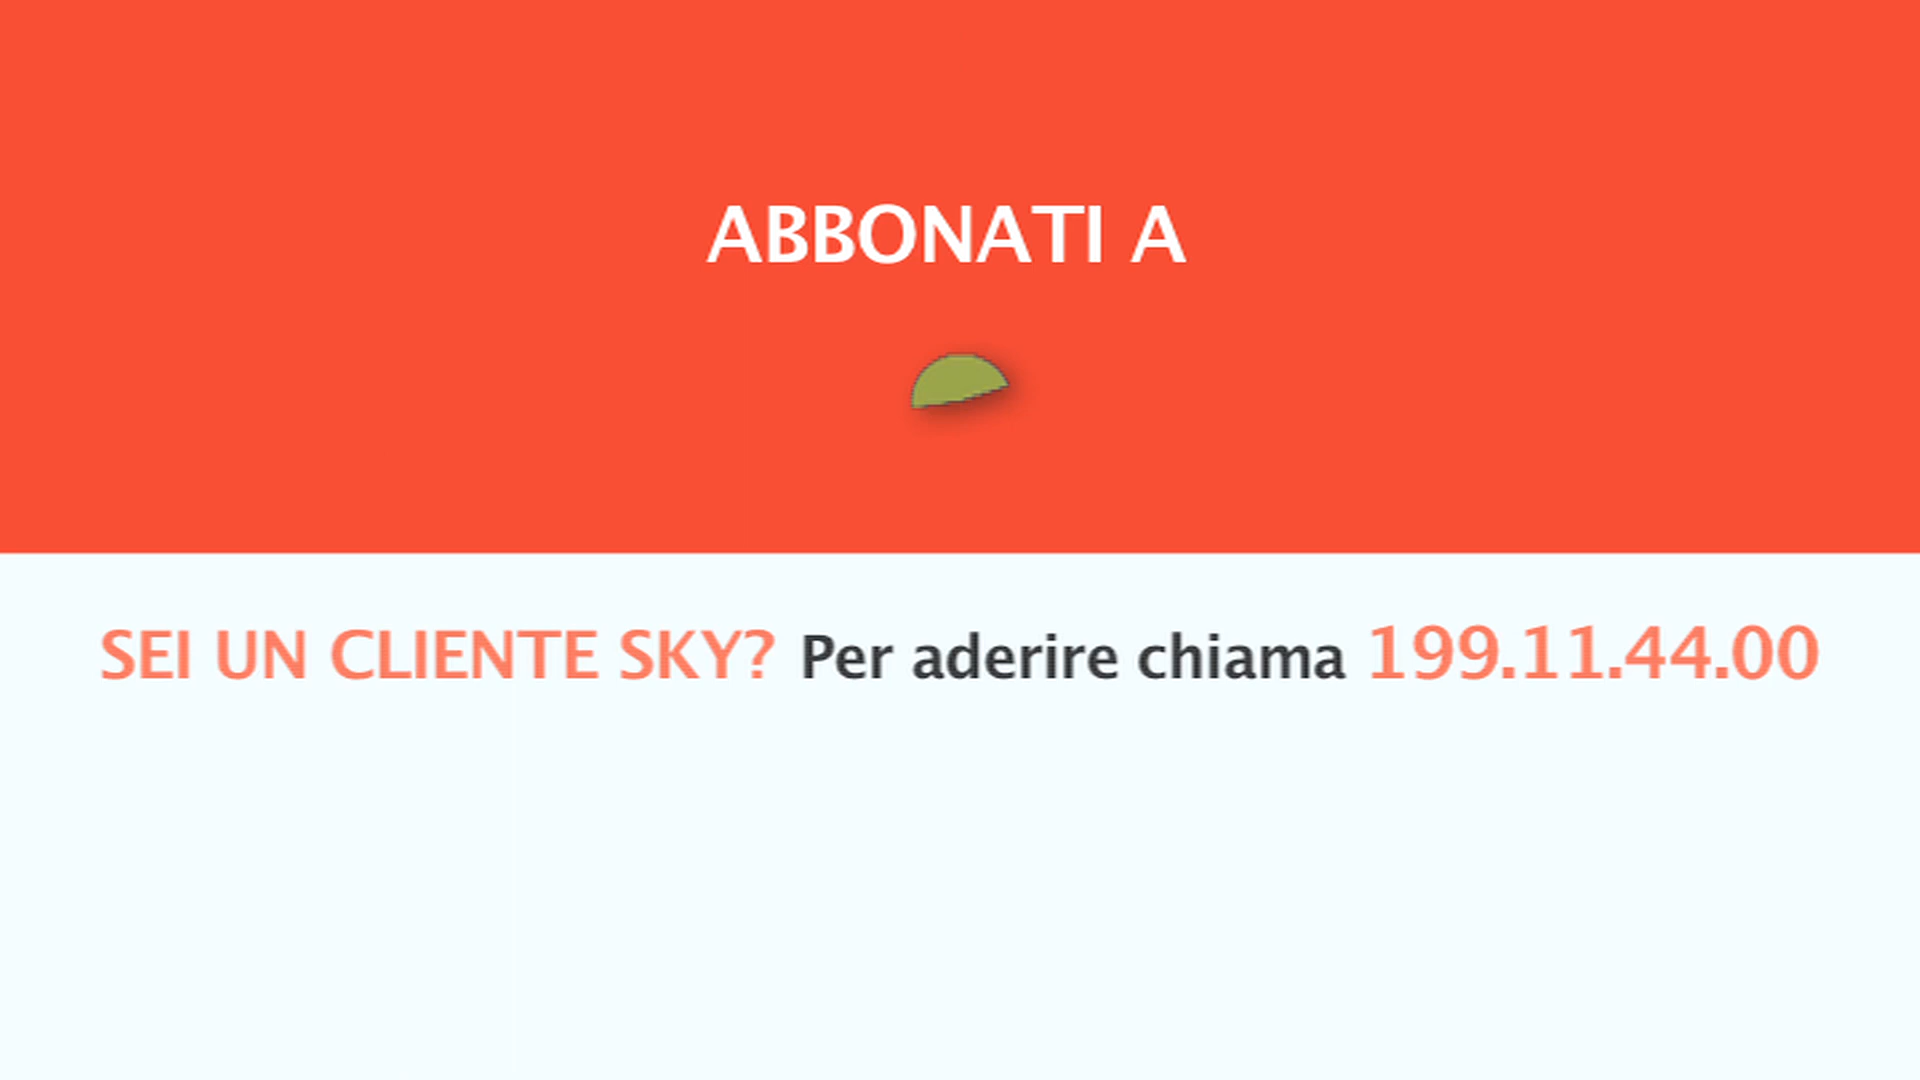 ABBONATI A
SEI UN CLIENTE SKY? Per aderire chiama 199.11.44.00